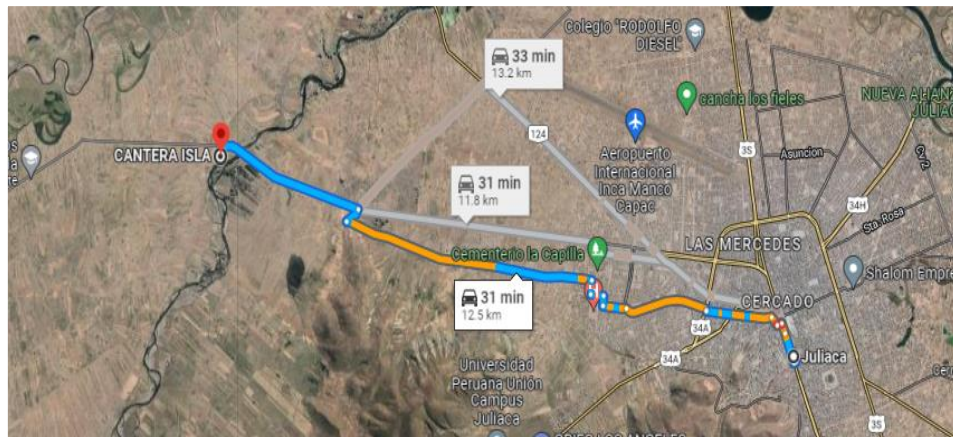 Colegio "RODOLFO
DIESEL"
33 min
13.2 km
cancha los fieles
NUEVA
JULIAC
124
3S
Aeropuerto
Internacional
Inca Manco
Capac
Asuncion
CANTERA ISLA
31 min
11.8 km
34H
Sta. Rosa
LAS MERCEDES
Cementerio la Capilla
Shalom Empre
31 min
12.5 km
CERCADO
34A
Juliaca
34A
Universidad
Peruana Unión
Campus
Juliaca
3S